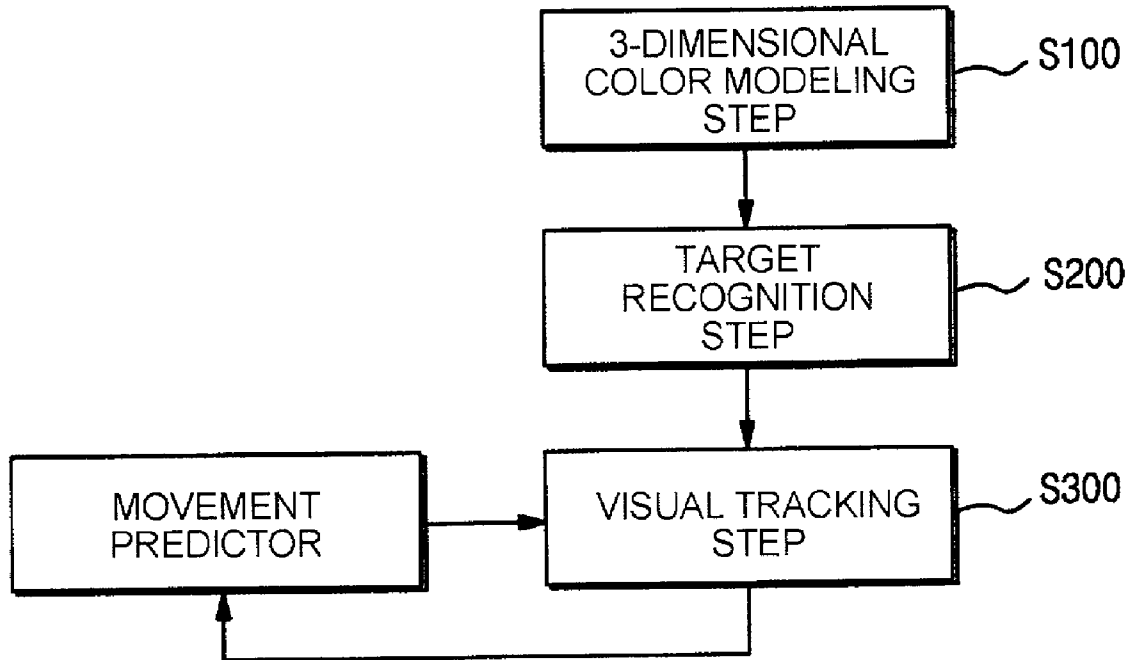 3-DIMENSIONAL
COLOR MODELING
STEP
S100
TARGET
RECOGNITION
STEP
S200
MOVEMENT
PREDICTOR
VISUAL TRACKING
STEP
S300